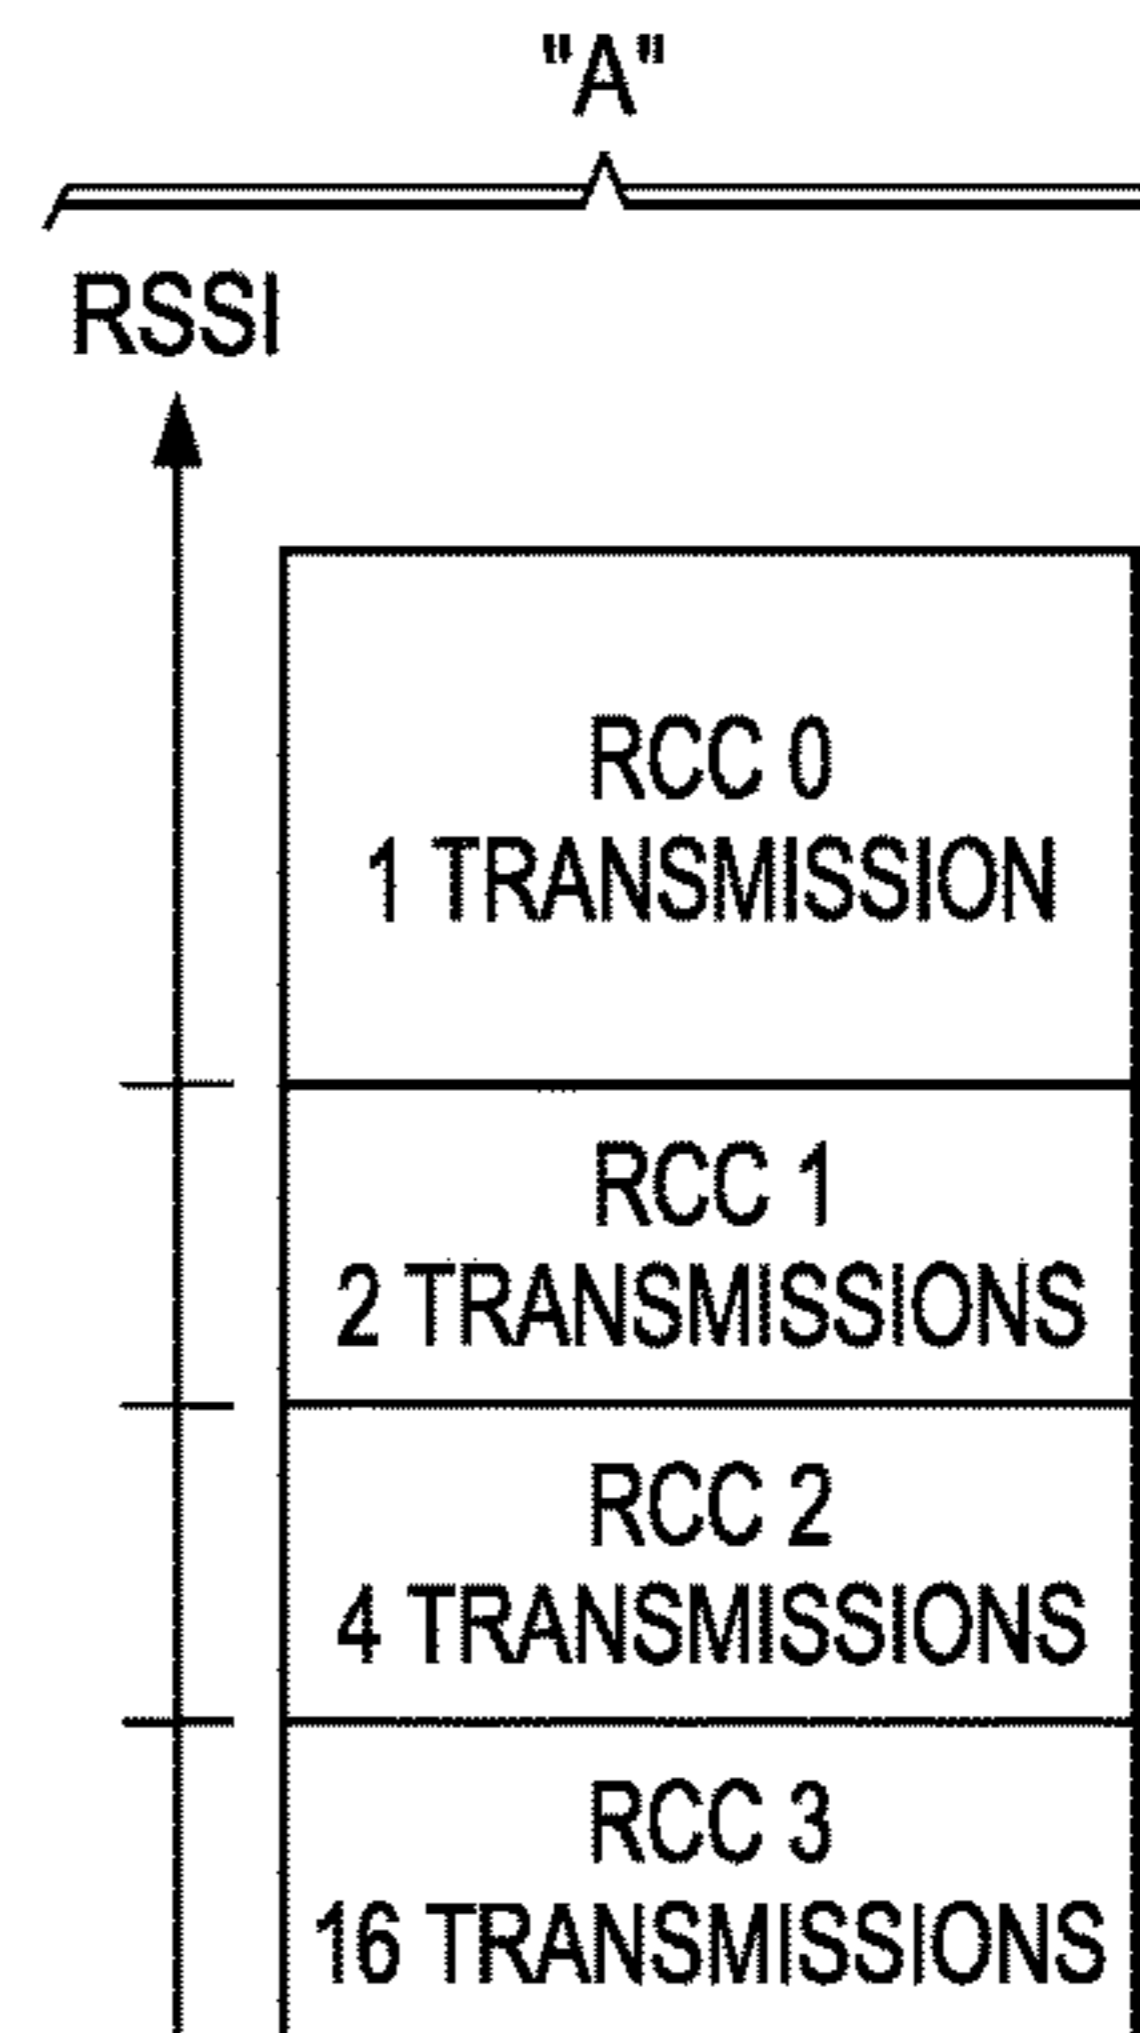 "A"
RSSI
RCC 0
1 TRANSMISSION
RCC 1
2 TRANSMISSIONS
RCC 2
4 TRANSMISSIONS
RCC 3
16 TRANSMISSIONS